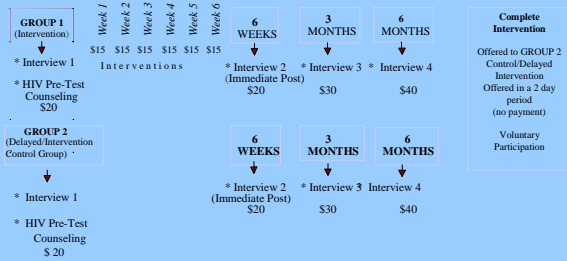 GROUP 1
(Intervention)
* Interview 1
* HIV Pre-Test
Counseling
$20
Week 1
Week 2
Week 3
Week 4
Week 5
Week 6
$15 $15 $15 $15 $15 $15
Interventions
6
WEEKS
* Interview 2
(Immediate Post)
$20
3
MONTHS
* Interview 3
$30
6
MONTHS
* Interview 4
$40
Complete
Intervention
Offered to GROUP 2
Control/Delayed
Intervention
Offered in a 2 day
period
(no payment)
Voluntary
Participation
GROUP 2
(Delayed/Intervention
Control Group)
* Interview 1
* HIV Pre-Test
Counseling
$ 20
6
WEEKS
* Interview 2
(Immediate Post)
$20
3
MONTHS
* Interview 3
$30
6
MONTHS
Interview 4
$40